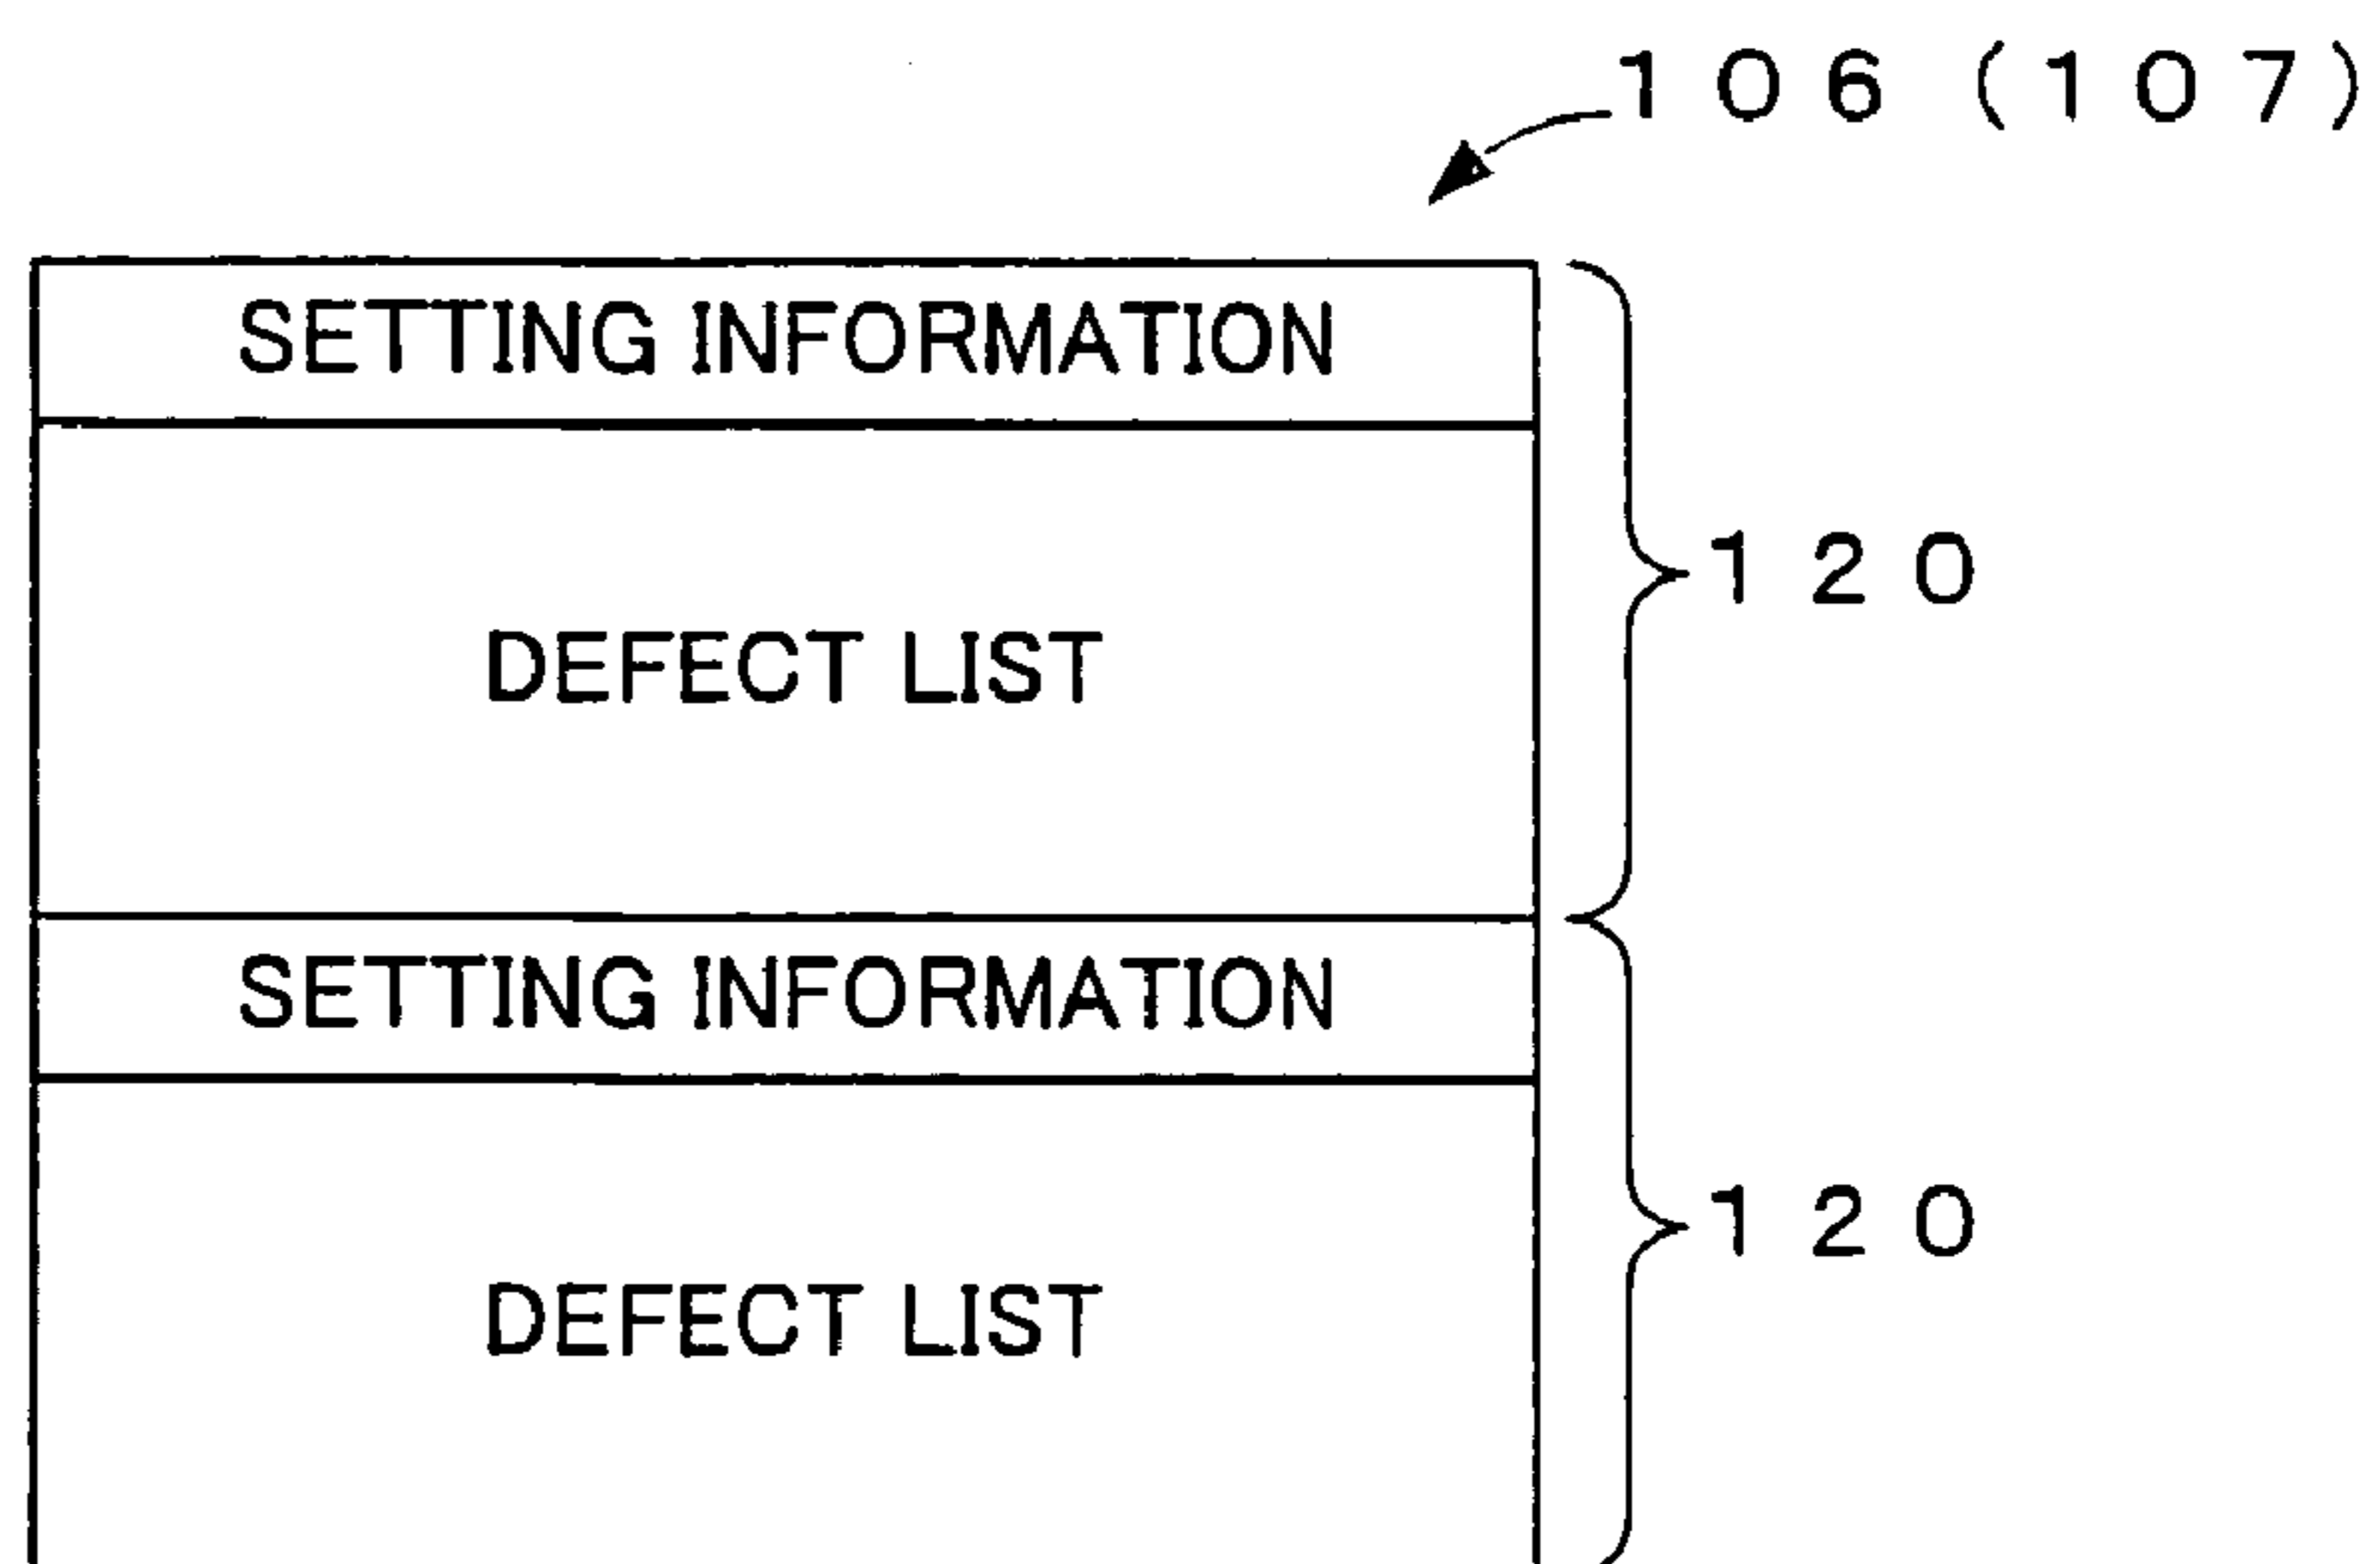 106 (107)
SETTING INFORMATION
DEFECT LIST
120
SETTING INFORMATION
DEFECT LIST
120